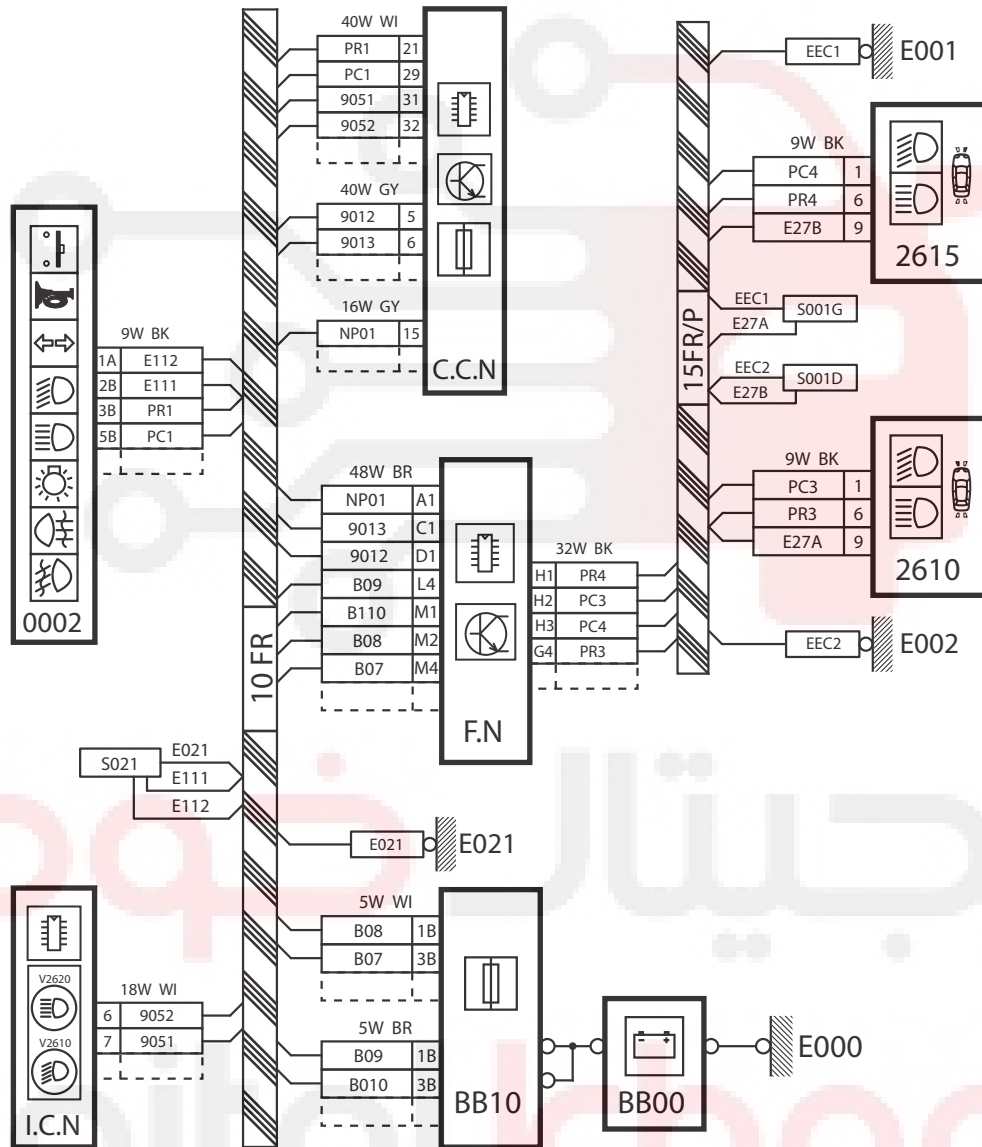 40W WI
PR1 21
PC1 29
9051 31
9052 32
40W GY
9012 5
9013 6
16W GY
NP01 15
C.C.N
9W BK
1A E112
2B E111
3B PR1
5B PC1
0002
10 FR
48W BR
NP01 A1
9013 C1
9012 D1
B09 L4
B110 M1
B08 M2
B07 M4
F.N
32W BK
H1 PR4
H2 PC3
H3 PC4
G4 PR3
15FR/P
EEC1 E001
9W BK
PC4 1
PR4 6
E27B 9
2615
EEC1
E27A
S001G
EEC2
E27B
S001D
9W BK
PC3 1
PR3 6
E27A 9
2610
EEC2 E002
S021
E021
E111
E112
E021 E021
V2620
V2610
I.C.N
18W WI
6 9052
7 9051
5W WI
B08 1B
B07 3B
5W BR
B09 1B
B010 3B
BB10
BB00
E000
جیتال خود